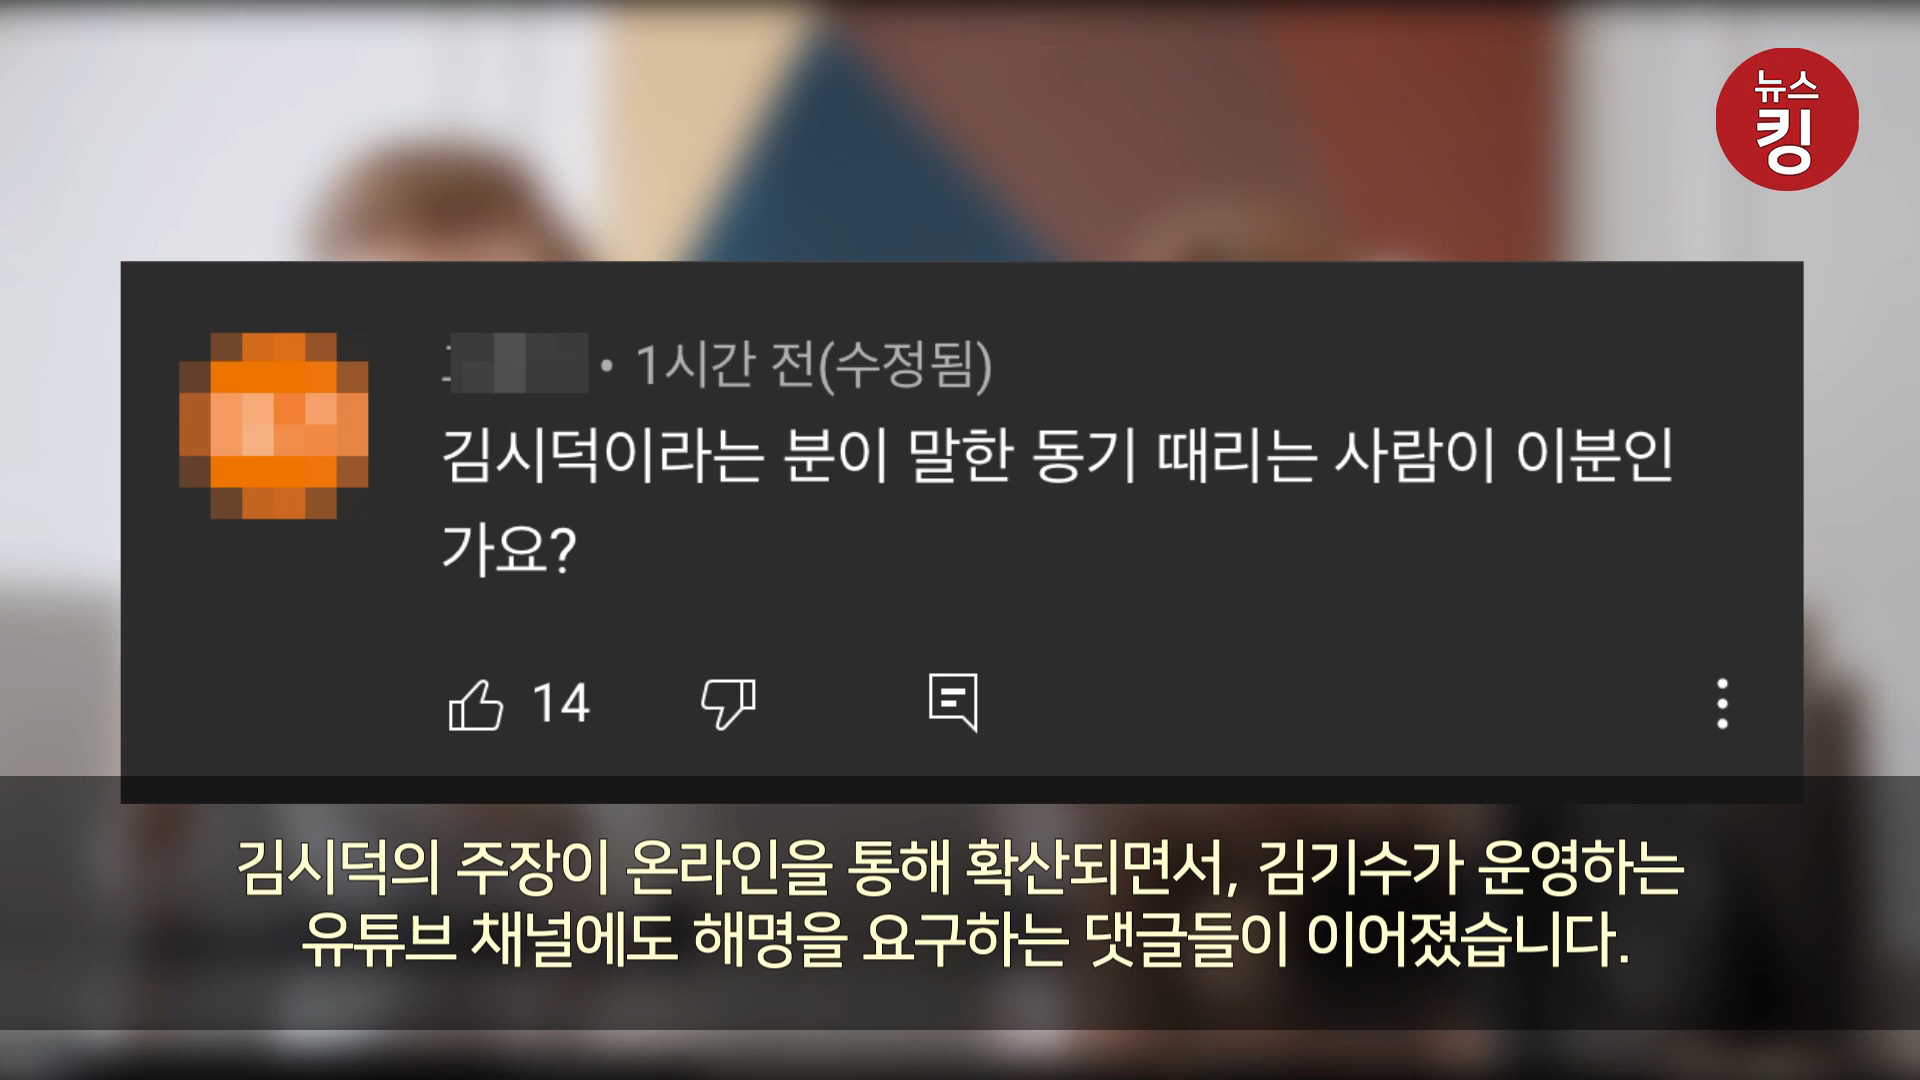 뉴스
킹
• 1시간 전(수정됨)
김시덕이라는 분이 말한 동기 때리는 사람이 이분인
가요?
14
김시덕의 주장이 온라인을 통해 확산되면서, 김기수가 운영하는
유튜브 채널에도 해명을 요구하는 댓글들이 이어졌습니다.